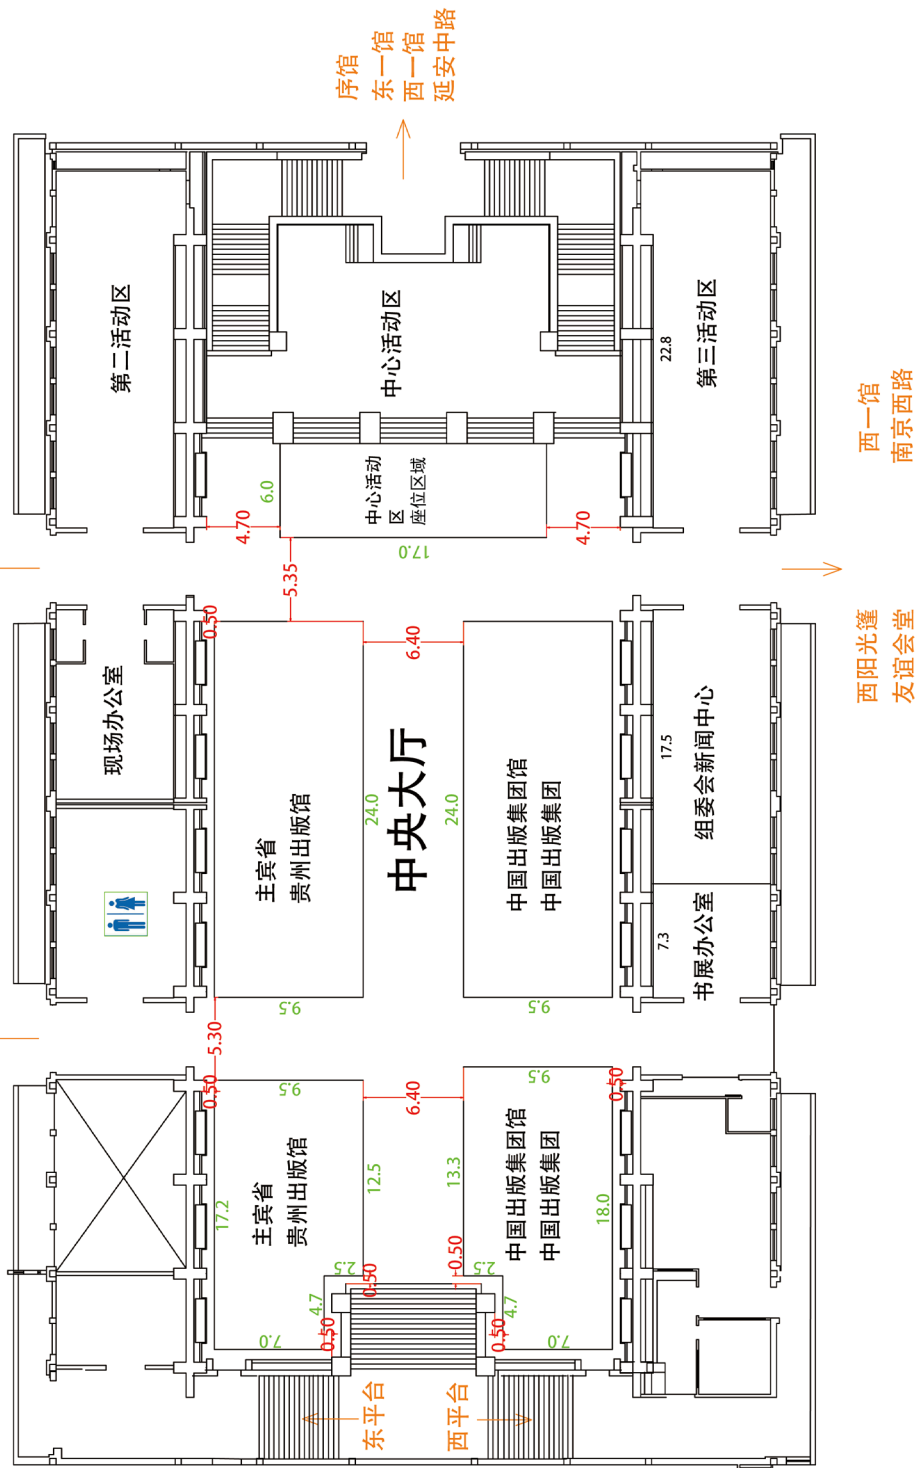 序馆
东一馆
西一馆
延安中路
第二活动区
中心活动区
第三活动区
22.8
西一馆
南京西路
中心活动
区
座位区域
6.0
4.70
4.70
17.0
5.35
0.50
6.40
现场办公室
主宾省
贵州出版馆
24.0
中央大厅
24.0
中国出版集团馆
中国出版集团
17.5
组委会新闻中心
西阳光篷
友谊会堂
7.3
书展办公室
9.5
9.5
5.30
0.50
9.5
6.40
9.5
0.50
主宾省
贵州出版馆
17.2
12.5
13.3
中国出版集团馆
中国出版集团
18.0
2.5
0.50
0.50
2.5
4.7
4.7
0.50
0.50
7.0
7.0
东平台
西平台